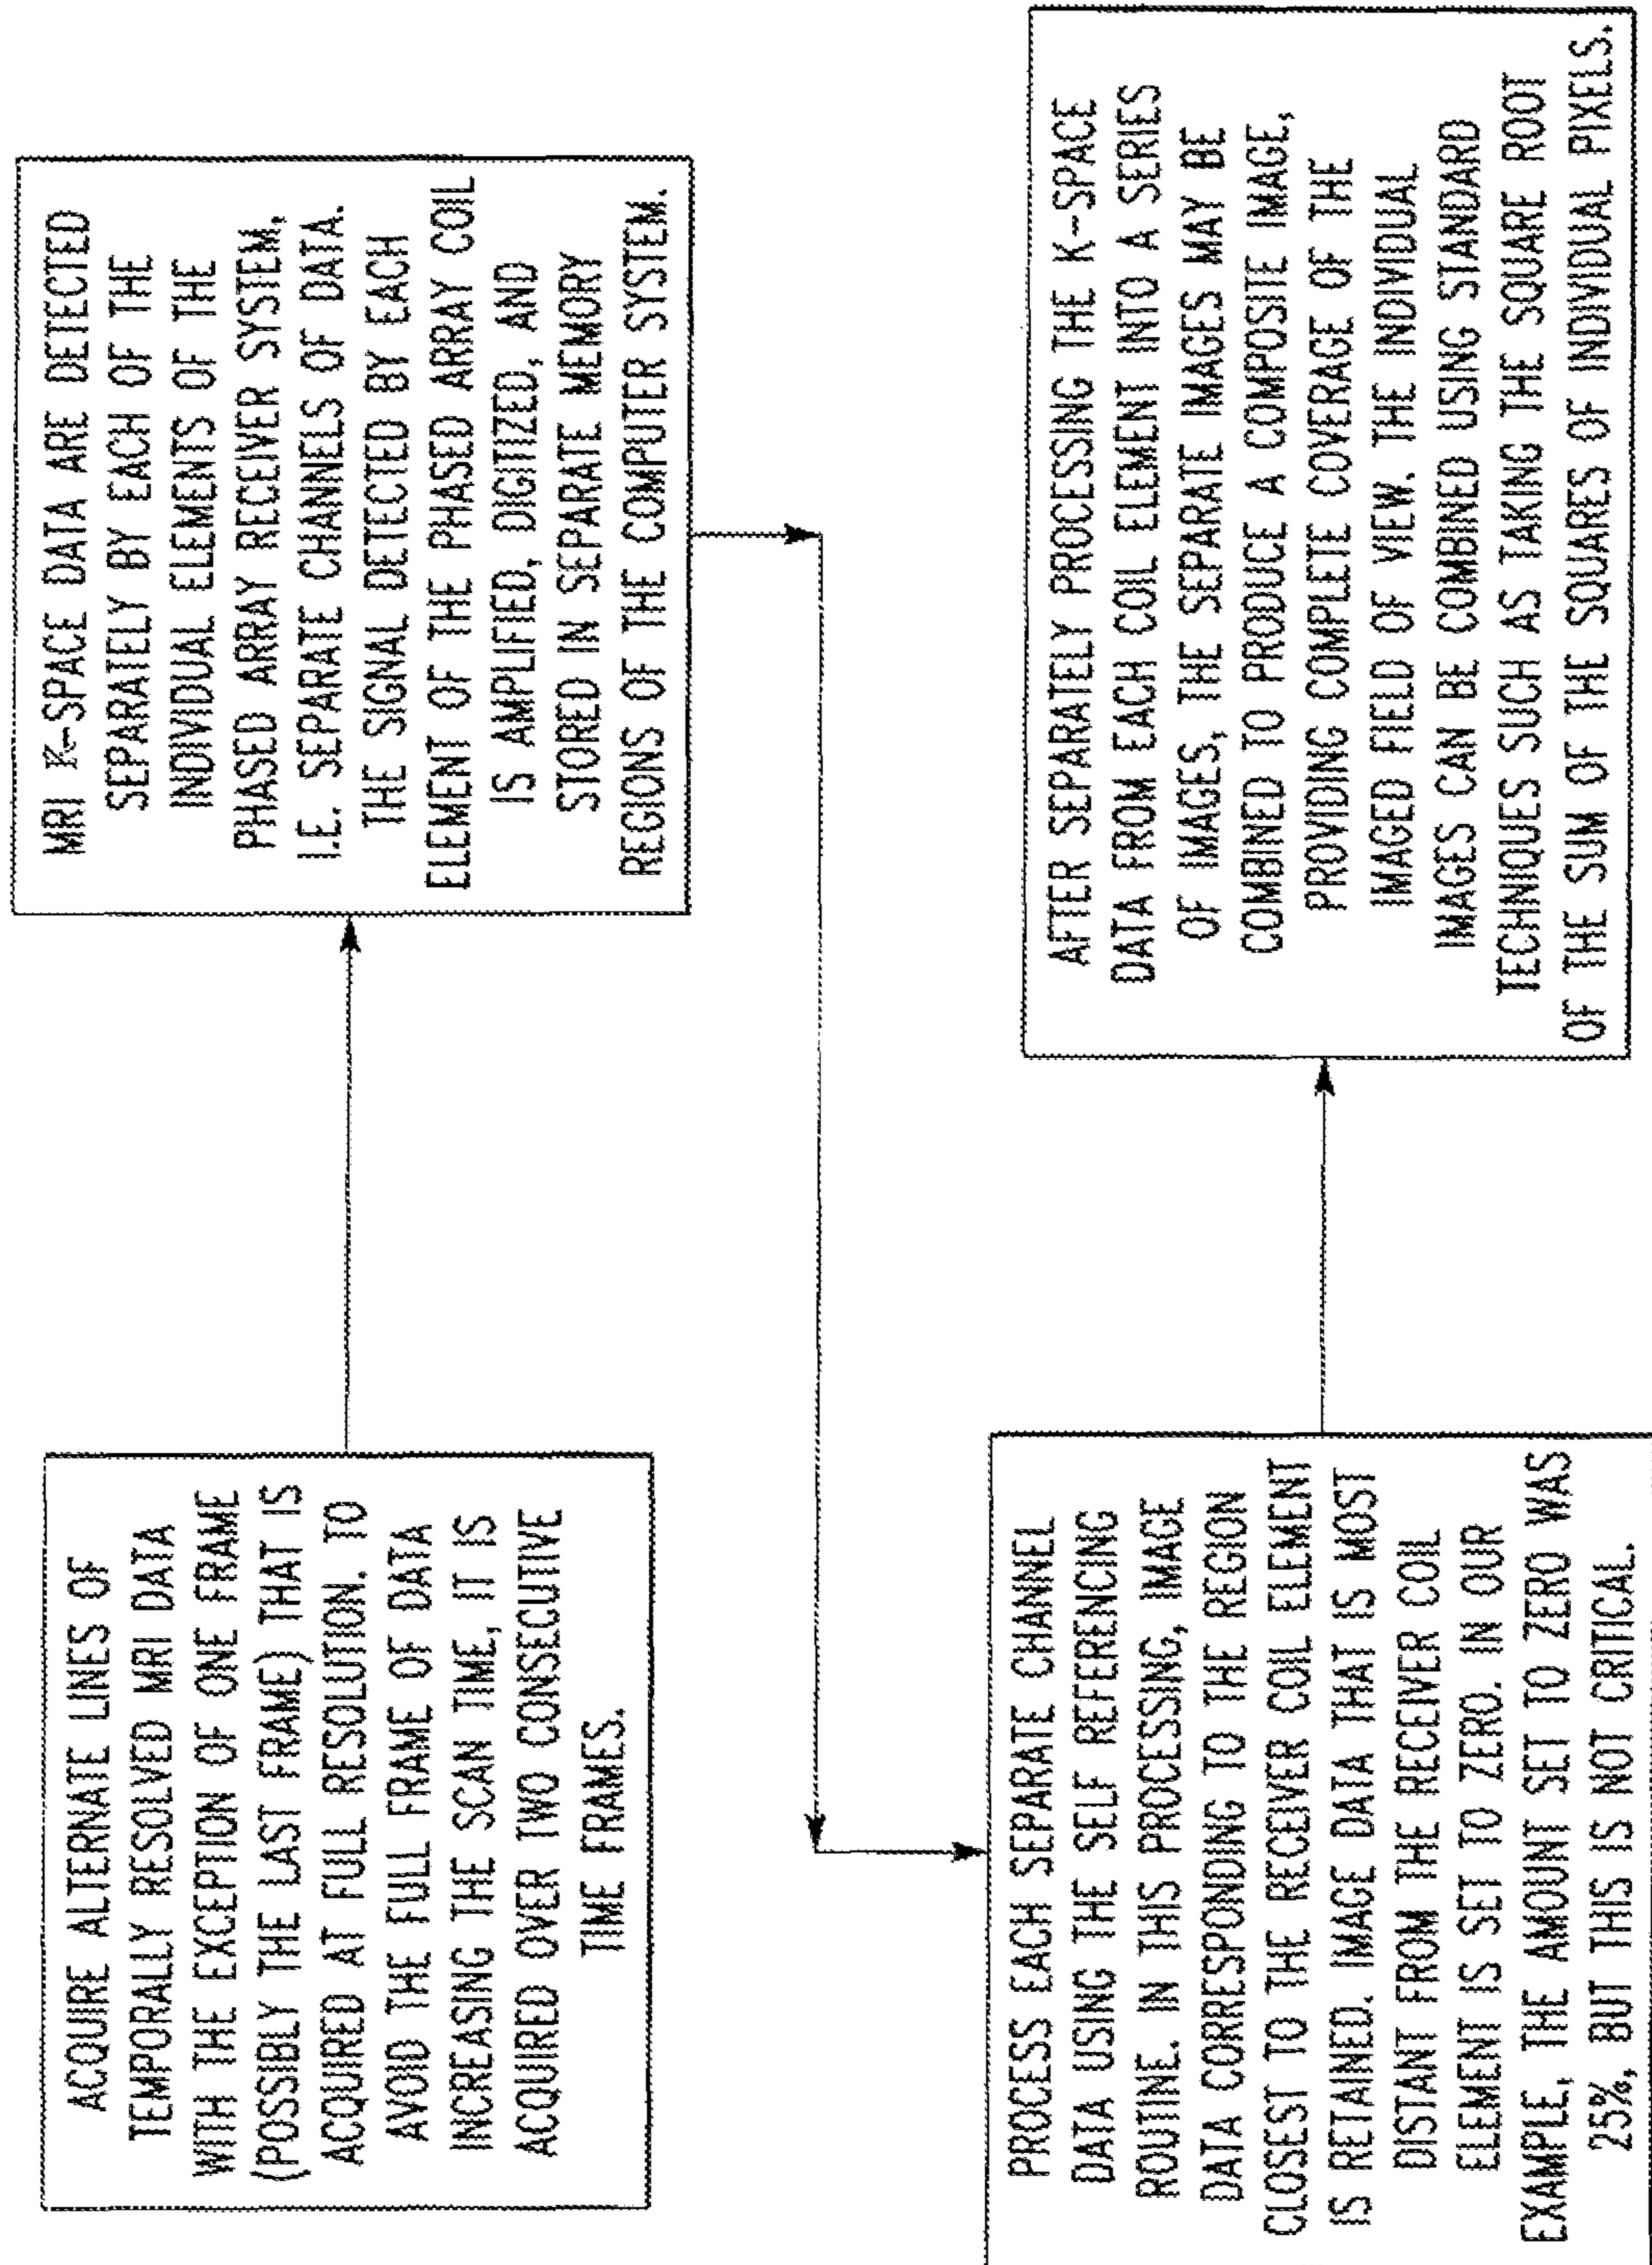 ACQUIRE ALTERNATE LINES OF
TEMPORALLY RESOLVED MRI DATA
WITH THE EXCEPTION OF ONE FRAME
(POSSIBLY THE LAST FRAME) THAT IS
ACQUIRED AT FULL RESOLUTION. TO
AVOID THE FULL FRAME OF DATA
INCREASING THE SCAN TIME, IT IS
ACQUIRED OVER TWO CONSECUTIVE
TIME FRAMES.
MRI K-SPACE DATA ARE DETECTED
SEPARATELY BY EACH OF THE
INDIVIDUAL ELEMENTS OF THE
PHASED ARRAY RECEIVER SYSTEM,
I.E. SEPARATE CHANNELS OF DATA.
THE SIGNAL DETECTED BY EACH
ELEMENT OF THE PHASED ARRAY COIL
IS AMPLIFIED, DIGITIZED, AND
STORED IN SEPARATE MEMORY
REGIONS OF THE COMPUTER SYSTEM.
PROCESS EACH SEPARATE CHANNEL
DATA USING THE SELF REFERENCING
ROUTINE. IN THIS PROCESSING, IMAGE
DATA CORRESPONDING TO THE REGION
CLOSEST TO THE RECEIVER COIL ELEMENT
IS RETAINED. IMAGE DATA THAT IS MOST
DISTANT FROM THE RECEIVER COIL
ELEMENT IS SET TO ZERO. IN OUR
EXAMPLE, THE AMOUNT SET TO ZERO WAS
25%, BUT THIS IS NOT CRITICAL.
AFTER SEPARATELY PROCESSING THE K-SPACE
DATA FROM EACH COIL ELEMENT INTO A SERIES
OF IMAGES, THE SEPARATE IMAGES MAY BE
COMBINED TO PRODUCE A COMPOSITE IMAGE,
PROVIDING COMPLETE COVERAGE OF THE
IMAGED FIELD OF VIEW. THE INDIVIDUAL
IMAGES CAN BE COMBINED USING STANDARD
TECHNIQUES SUCH AS TAKING THE SQUARE ROOT
OF THE SUM OF THE SQUARES OF INDIVIDUAL PIXELS.